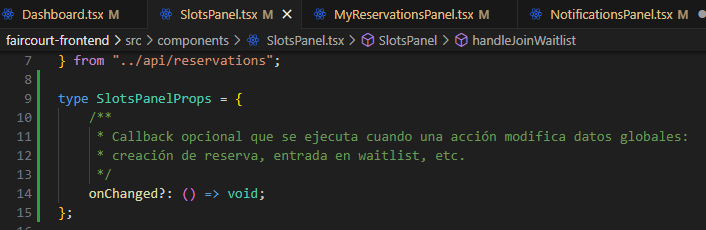 Dashboard.tsx M SlotsPanel.tsx M MyReservationsPanel.tsx M NotificationsPanel.tsx M
faircourt-frontend > src > components > SlotsPanel.tsx > SlotsPanel > handleJoinWaitlist
7 } from "../api/reservations";
8
9 type SlotsPanelProps = {
10 /**
11 * Callback opcional que se ejecuta cuando una acción modifica datos globales:
12 * creación de reserva, entrada en waitlist, etc.
13 */
14 onChanged?: () => void;
15 };